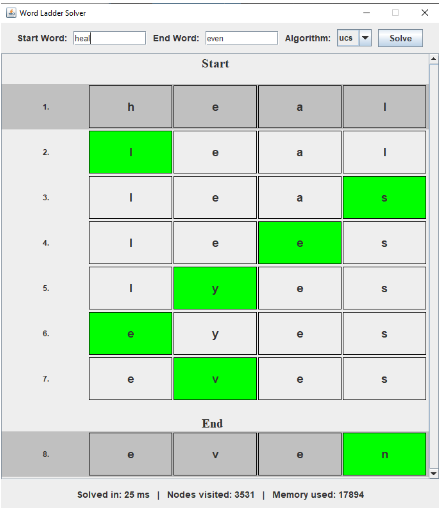 Word Ladder Solver
Start Word: heal End Word: even Algorithm: ucs Solve
Start
1. h e a l
2. l e a l
3. l e a s
4. l e e s
5. l y e s
6. e y e s
7. e v e s
End
8. e v e n
Solved in: 25 ms | Nodes visited: 3531 | Memory used: 17894